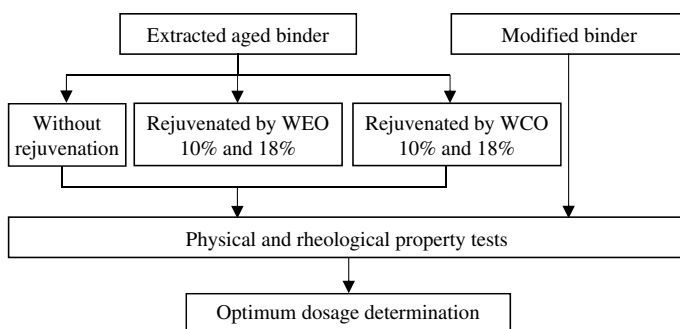 Extracted aged binder
Modified binder
Without
rejuvenation
Rejuvenated by WEO
10% and 18%
Rejuvenated by WCO
10% and 18%
Physical and rheological property tests
Optimum dosage determination